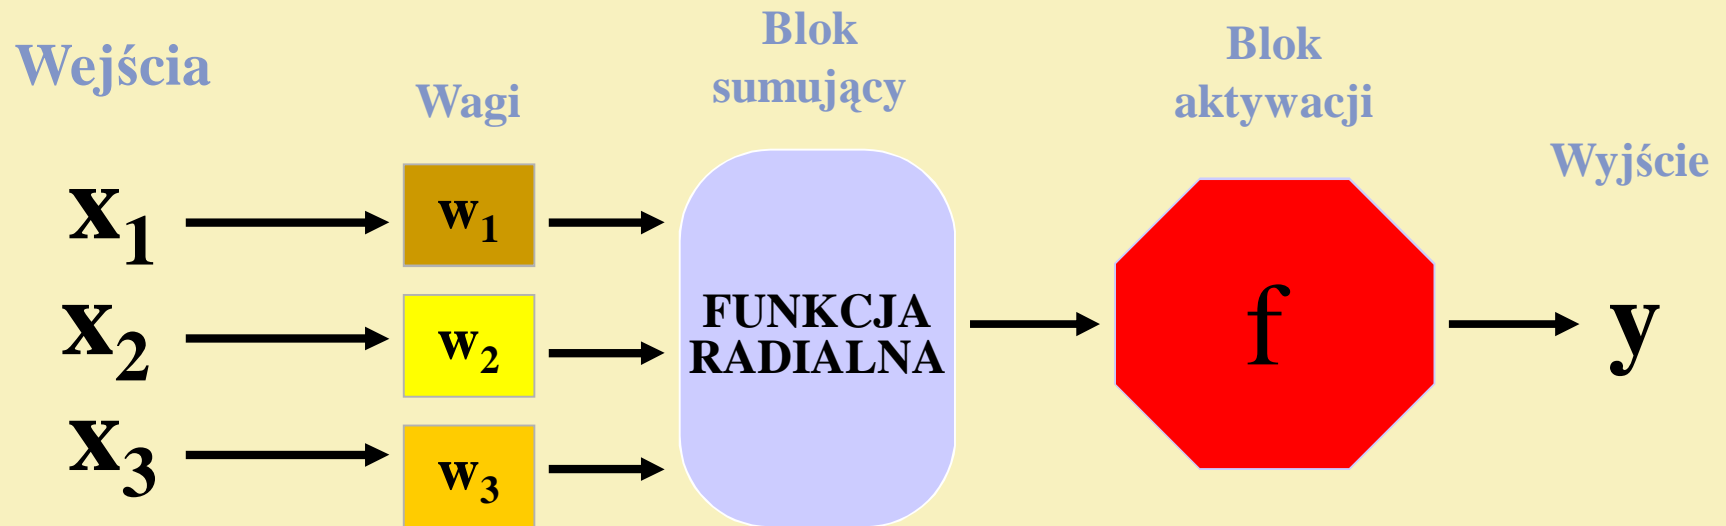 Wejścia
Wagi
Blok
sumujący
Blok
aktywacji
Wyjście
x₁
w₁
x₂
w₂
x₃
w₃
FUNKCJA
RADIALNA
f
y